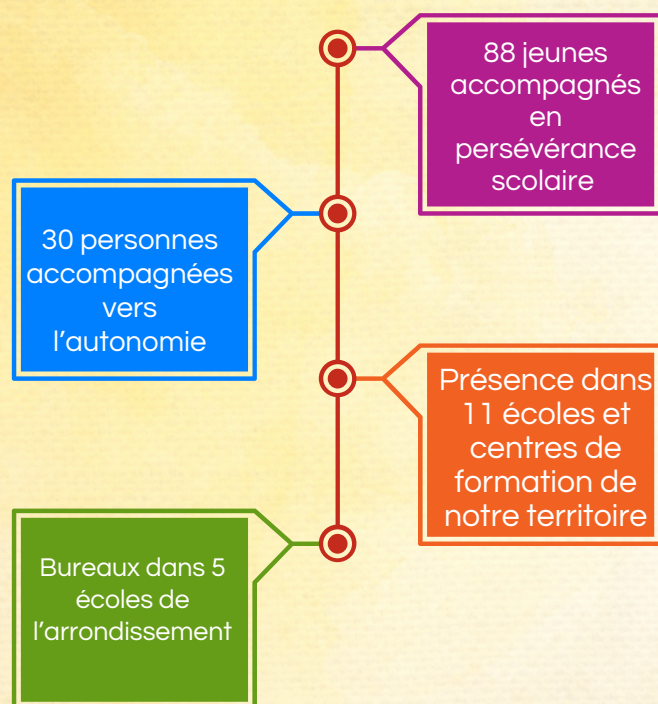 88 jeunes
accompagnés
en
persévérance
scolaire
30 personnes
accompagnées
vers
l’autonomie
Présence dans
11 écoles et
centres de
formation de
notre territoire
Bureaux dans 5
écoles de
l’arrondissement